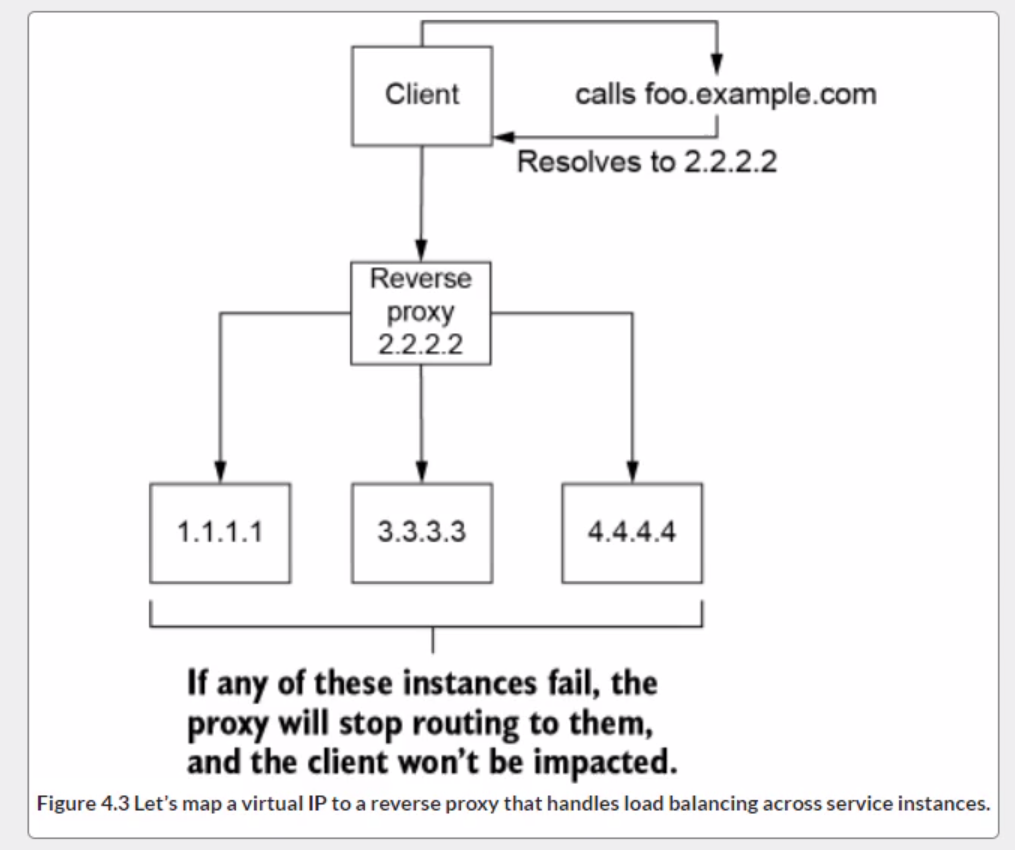 Client
calls foo.example.com
Resolves to 2.2.2.2
Reverse
proxy
2.2.2.2
1.1.1.1
3.3.3.3
4.4.4.4
If any of these instances fail, the
proxy will stop routing to them,
and the client won't be impacted.
Figure 4.3 Let's map a virtual IP to a reverse proxy that handles load balancing across service instances.